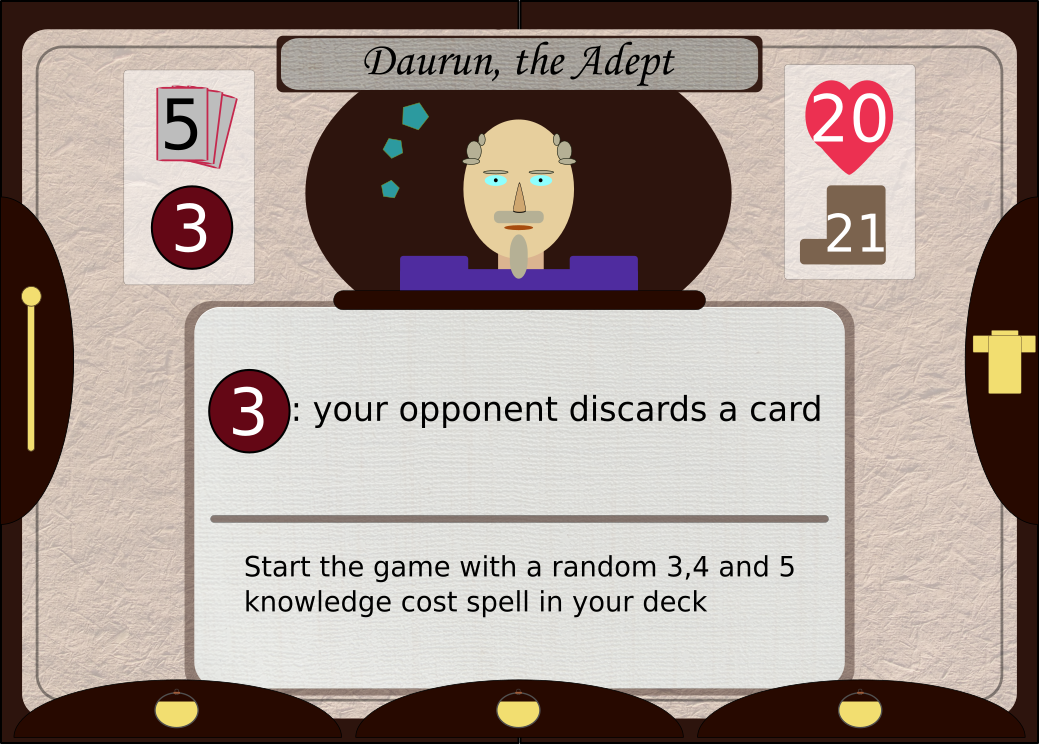 Daurun, the Adept
5
20
3
21
3 : your opponent discards a card
Start the game with a random 3,4 and 5
knowledge cost spell in your deck